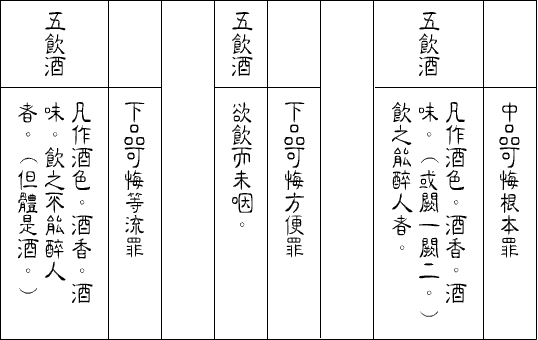 中品可悔根本罪
五飲酒
凡作酒色。酒香。酒
味。（或闕一闕二。）
飲之能醉人者。
下品可悔方便罪
五飲酒
欲飲而未咽。
下品可悔等流罪
五飲酒
凡作酒色。酒香。酒
味。飲之不能醉人
者。（但體是酒。）